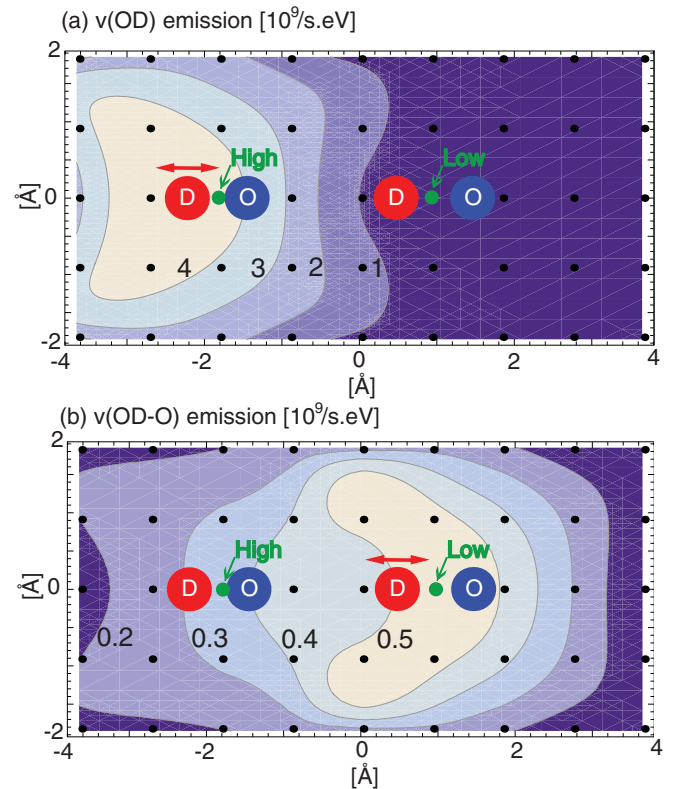 (a) v(OD) emission [10⁹/s.eV]
2
High
Low
[Å]
0
D
O
D
O
4
3
2
1
-2
-4
-2
0
2
4
[Å]
(b) v(OD-O) emission [10⁹/s.eV]
2
High
Low
[Å]
0
D
O
D
O
0.2
0.3
0.4
0.5
-2
-4
-2
0
2
4
[Å]